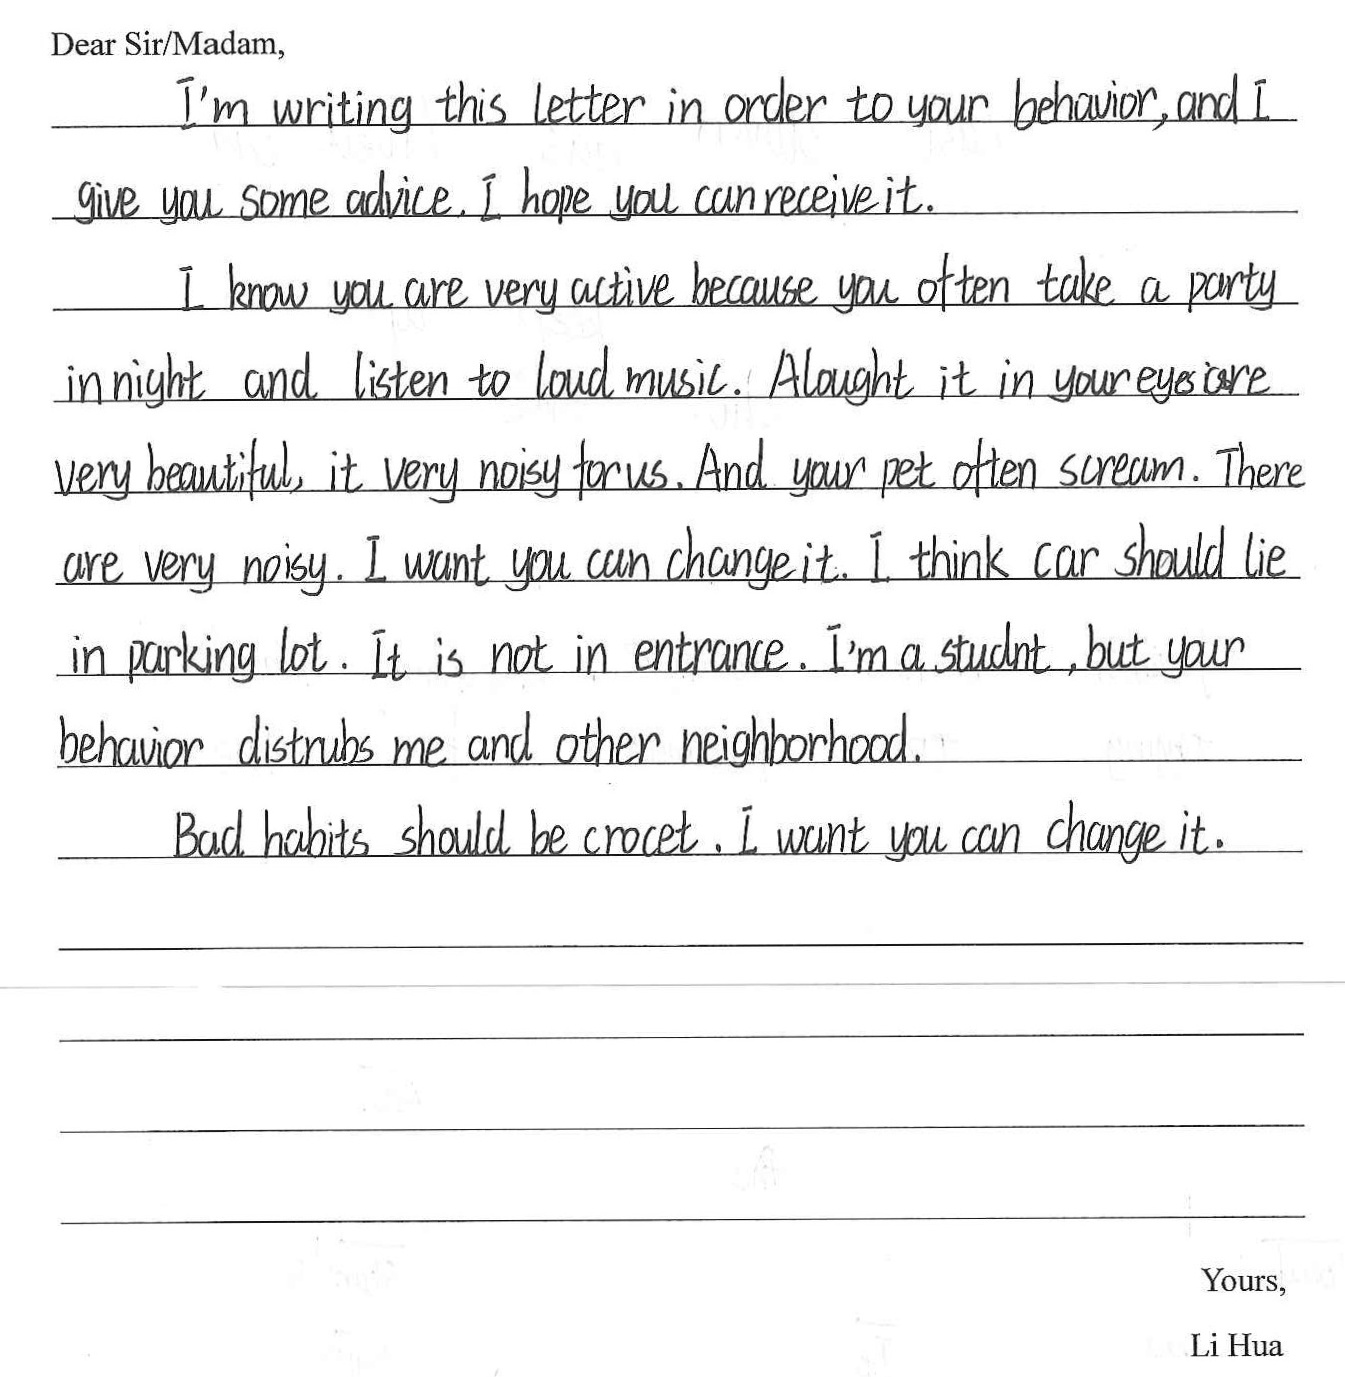 Dear Sir/Madam,
I'm writing this letter in order to your behavior, and I
give you some advice. I hope you can receive it.
I know you are very active because you often take a party
in night and listen to loud music. Alought it in your eyes are
very beautiful, it very noisy for us. And your pet often scream. There
are very noisy. I want you can change it. I think car should lie
in parking lot. It is not in entrance. I'm a studnt, but your
behavior distrubs me and other neighborhood.
Bad habits should be crocet. I want you can change it.
Yours,
Li Hua